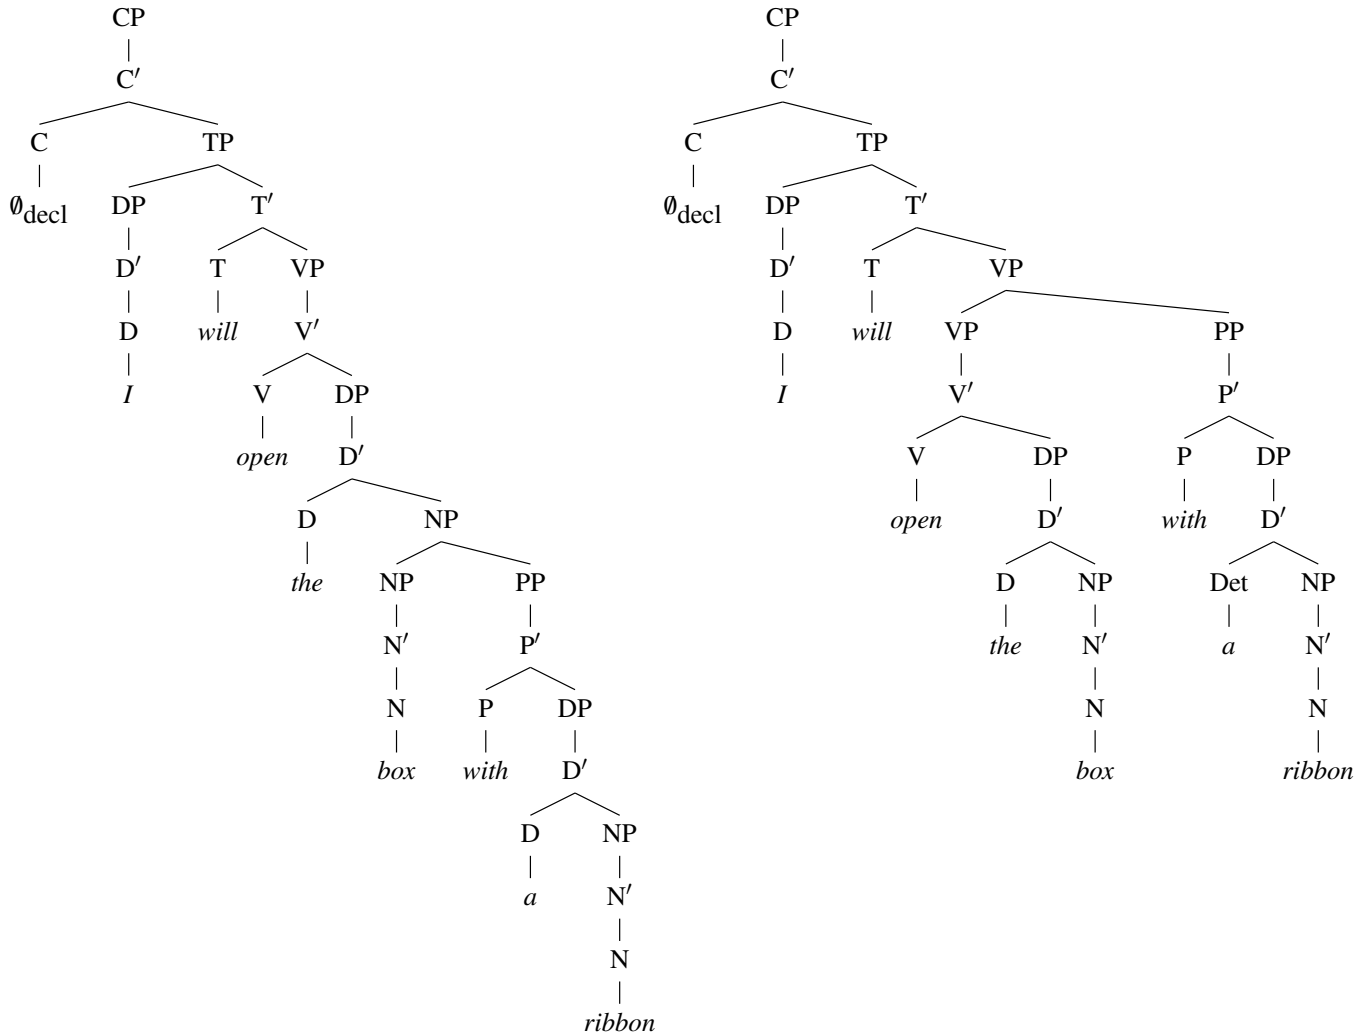 CP CP
C′ C′
C TP C TP
∅decl DP T′ ∅decl DP T′
D′ T VP D′ T VP
D will V′ D will VP PP
I V DP I V′ P′
open D′ V DP P DP
D NP open D′ with D′
the NP PP D NP Det NP
N′ P′ the N′ a N′
N P DP N N
box with D′ box ribbon
D NP
a N′
N
ribbon